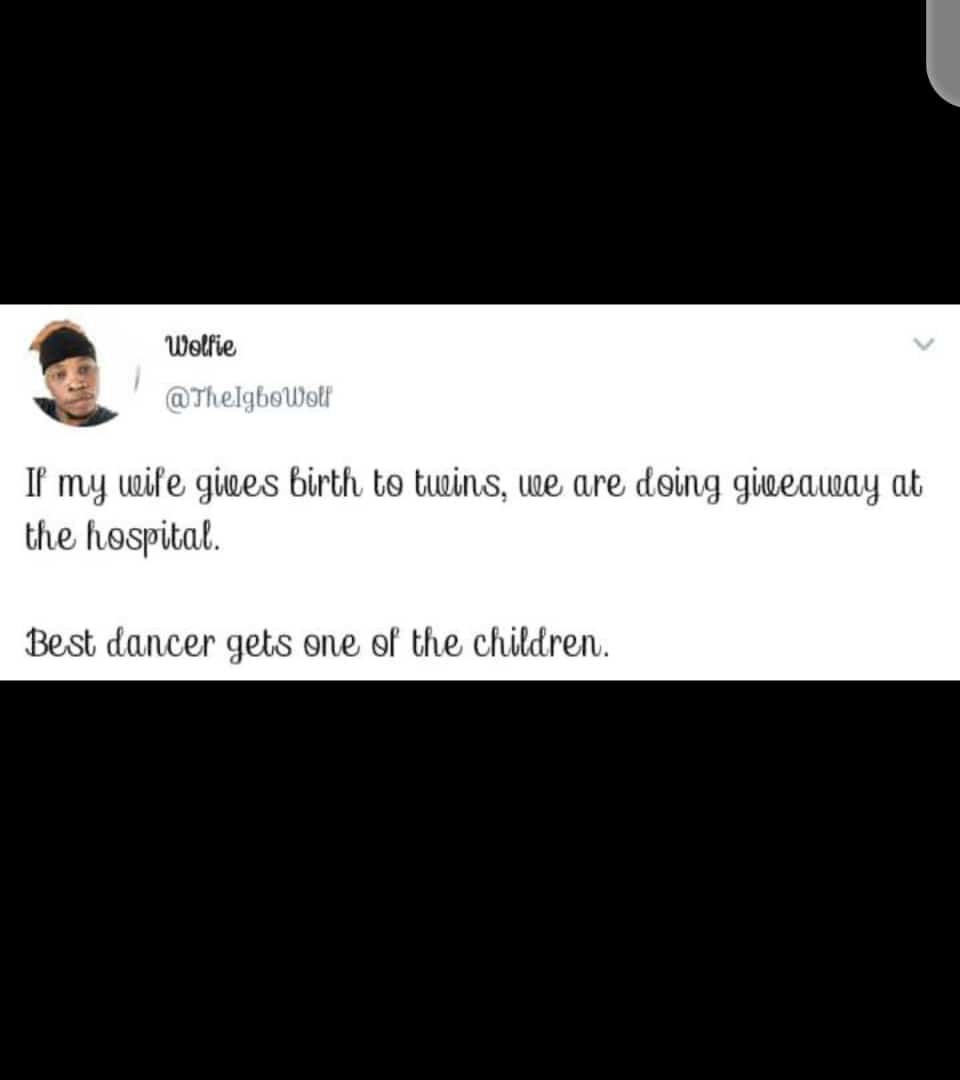 Wolfie
@TheIgboWolf
If my wife gives birth to twins, we are doing giveaway at
the hospital.
Best dancer gets one of the children.